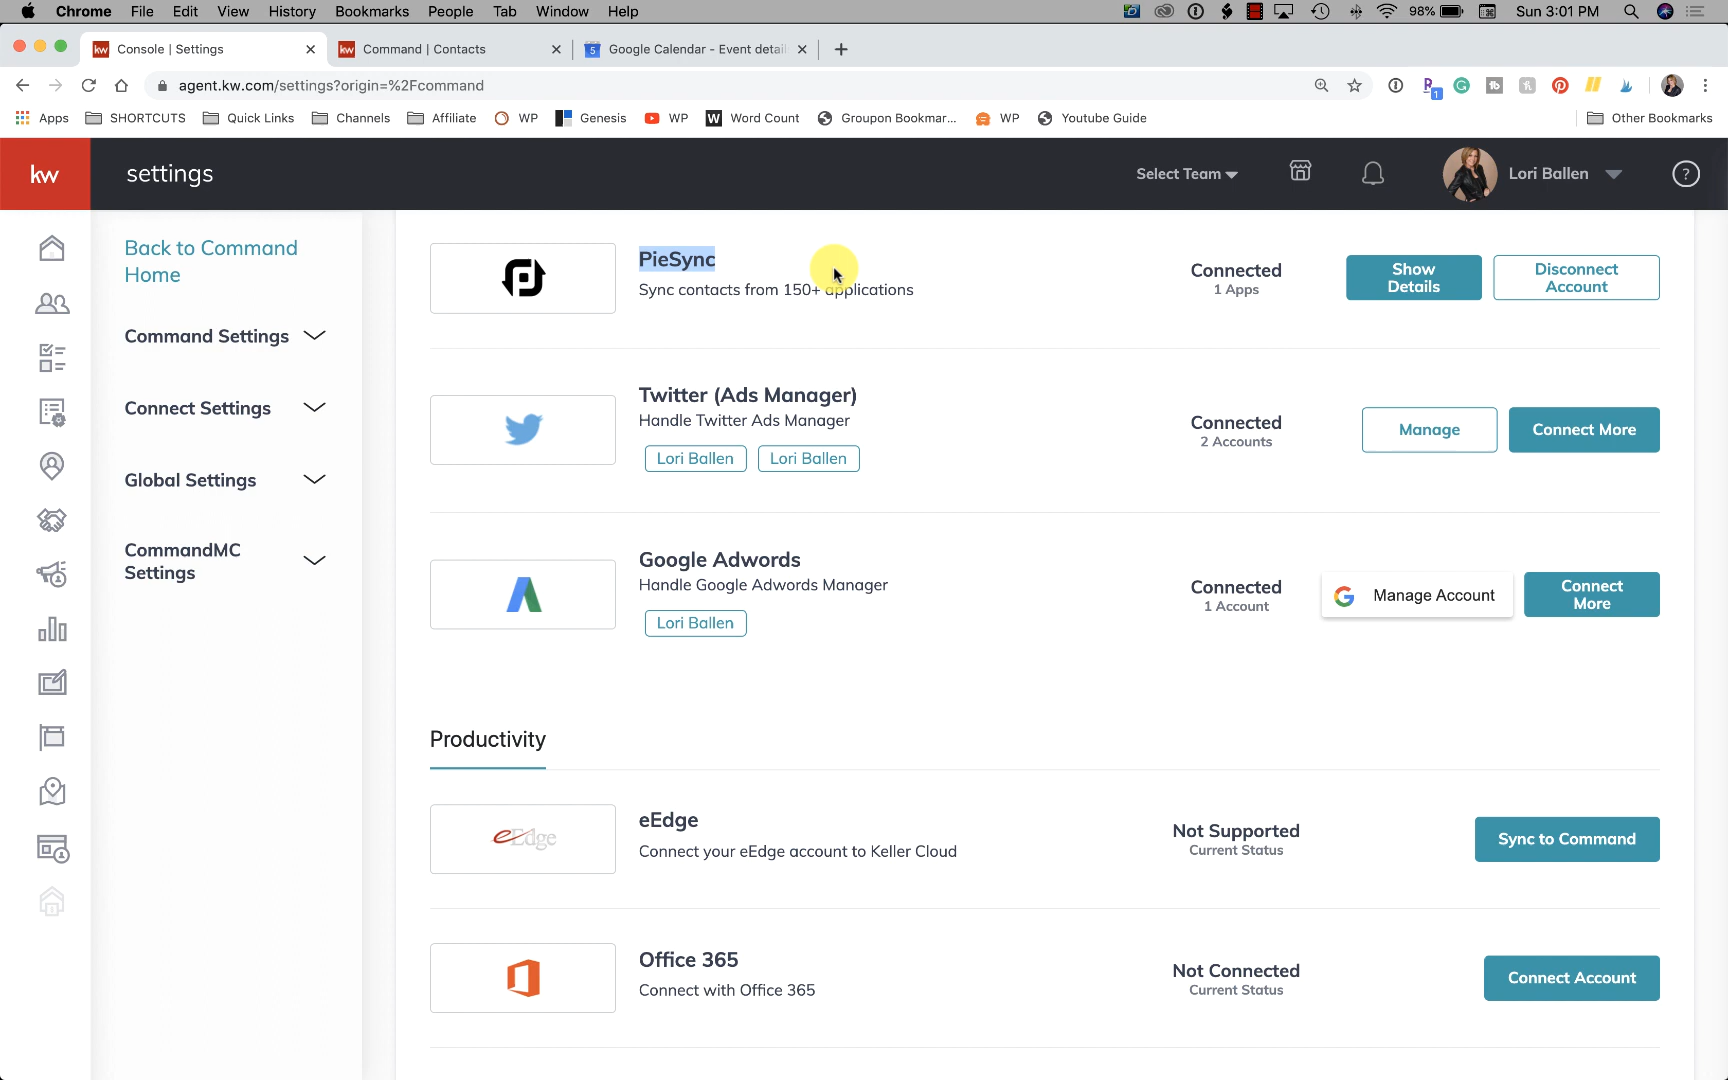 Chrome File Edit View History Bookmarks People Tab Window Help
98% Sun 3:01 PM
Console | Settings
Command | Contacts
Google Calendar - Event detail
agent.kw.com/settings?origin=%2Fcommand
1
Apps SHORTCUTS Quick Links Channels Affiliate WP Genesis WP Word Count Groupon Bookmar... WP Youtube Guide Other Bookmarks
kw
settings
Select Team
Lori Ballen
?
Back to Command
Home
Command Settings
Connect Settings
Global Settings
CommandMC
Settings
PieSync
Sync contacts from 150+ applications
Connected
1 Apps
Show
Details
Disconnect
Account
Twitter (Ads Manager)
Handle Twitter Ads Manager
Lori Ballen
Lori Ballen
Connected
2 Accounts
Manage
Connect More
Google Adwords
Handle Google Adwords Manager
Lori Ballen
Connected
1 Account
Manage Account
Connect
More
Productivity
eEdge
eEdge
Connect your eEdge account to Keller Cloud
Not Supported
Current Status
Sync to Command
Office 365
Connect with Office 365
Not Connected
Current Status
Connect Account